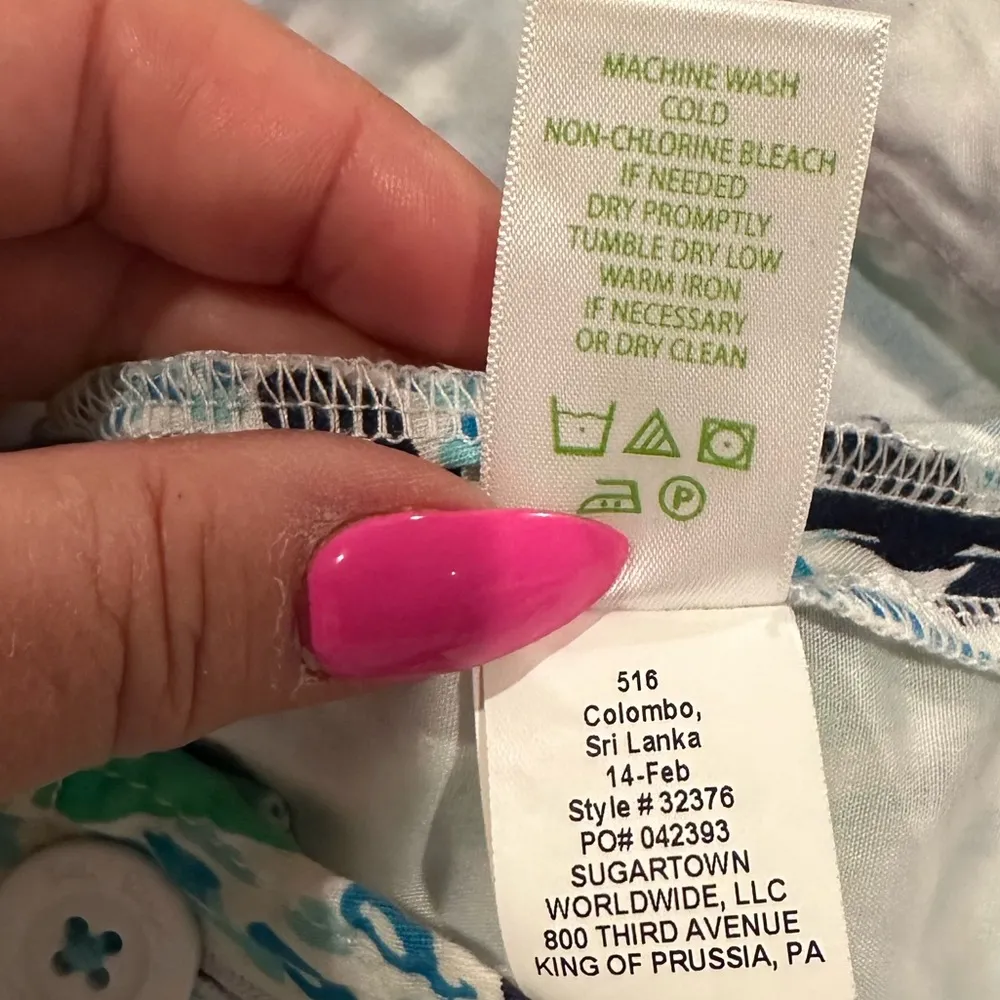 MACHINE WASH
COLD
NON-CHLORINE BLEACH
IF NEEDED
DRY PROMPTLY
TUMBLE DRY LOW
WARM IRON
IF NECESSARY
OR DRY CLEAN
P
516
Colombo,
Sri Lanka
14-Feb
Style # 32376
PO# 042393
SUGARTOWN
WORLDWIDE, LLC
800 THIRD AVENUE
KING OF PRUSSIA, PA